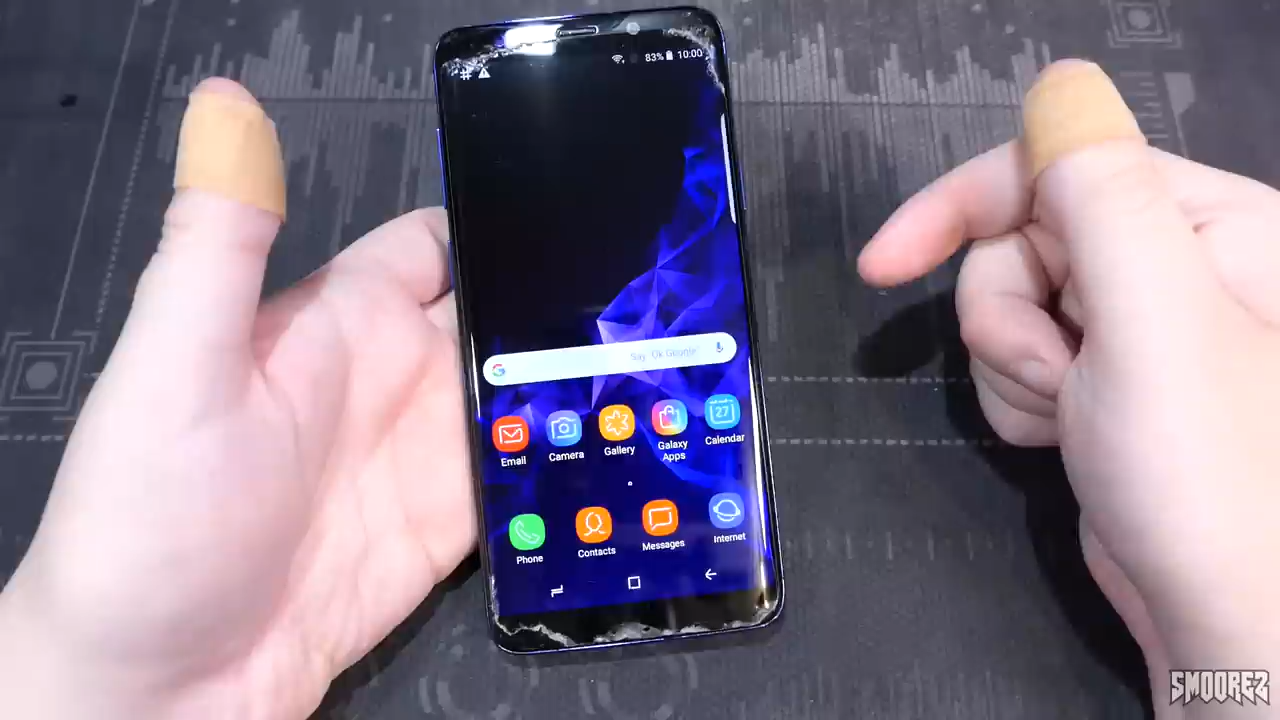 83% 10:00
Say "Ok Google"
27
Email
Camera
Gallery
Galaxy
Apps
Calendar
Phone
Contacts
Messages
Internet
SMOOREZ